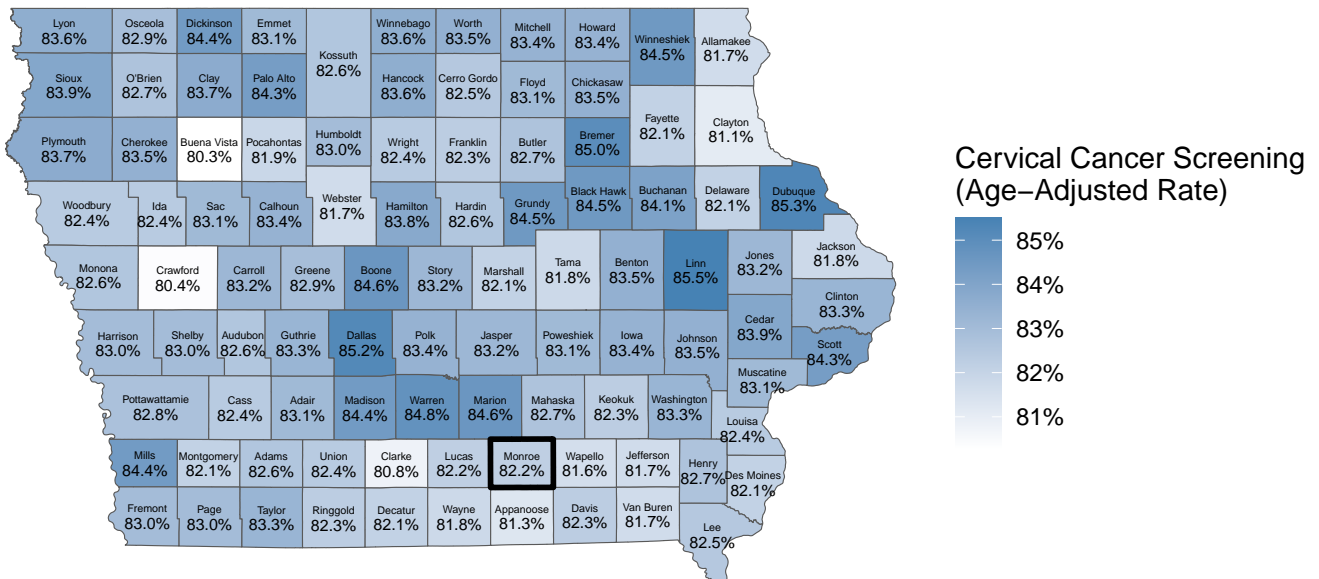 Lyon
83.6%
Osceola
82.9%
Dickinson
84.4%
Emmet
83.1%
Kossuth
82.6%
Winnebago
83.6%
Worth
83.5%
Mitchell
83.4%
Howard
83.4%
Winneshiek
84.5%
Allamakee
81.7%
Sioux
83.9%
O'Brien
82.7%
Clay
83.7%
Palo Alto
84.3%
Hancock
83.6%
Cerro Gordo
82.5%
Floyd
83.1%
Chickasaw
83.5%
Fayette
82.1%
Clayton
81.1%
Plymouth
83.7%
Cherokee
83.5%
Buena Vista
80.3%
Pocahontas
81.9%
Humboldt
83.0%
Wright
82.4%
Franklin
82.3%
Butler
82.7%
Bremer
85.0%
Woodbury
82.4%
Ida
82.4%
Sac
83.1%
Calhoun
83.4%
Webster
81.7%
Hamilton
83.8%
Hardin
82.6%
Grundy
84.5%
Black Hawk
84.5%
Buchanan
84.1%
Delaware
82.1%
Dubuque
85.3%
Monona
82.6%
Crawford
80.4%
Carroll
83.2%
Greene
82.9%
Boone
84.6%
Story
83.2%
Marshall
82.1%
Tama
81.8%
Benton
83.5%
Linn
85.5%
Jones
83.2%
Jackson
81.8%
Clinton
83.3%
Harrison
83.0%
Shelby
83.0%
Audubon
82.6%
Guthrie
83.3%
Dallas
85.2%
Polk
83.4%
Jasper
83.2%
Poweshiek
83.1%
Iowa
83.4%
Johnson
83.5%
Cedar
83.9%
Scott
84.3%
Muscatine
83.1%
Pottawattamie
82.8%
Cass
82.4%
Adair
83.1%
Madison
84.4%
Warren
84.8%
Marion
84.6%
Mahaska
82.7%
Keokuk
82.3%
Washington
83.3%
Louisa
82.4%
Mills
84.4%
Montgomery
82.1%
Adams
82.6%
Union
82.4%
Clarke
80.8%
Lucas
82.2%
Monroe
82.2%
Wapello
81.6%
Jefferson
81.7%
Henry
82.7%
Des Moines
82.1%
Fremont
83.0%
Page
83.0%
Taylor
83.3%
Ringgold
82.3%
Decatur
82.1%
Wayne
81.8%
Appanoose
81.3%
Davis
82.3%
Van Buren
81.7%
Lee
82.5%
Cervical Cancer Screening
(Age−Adjusted Rate)
85%
84%
83%
82%
81%